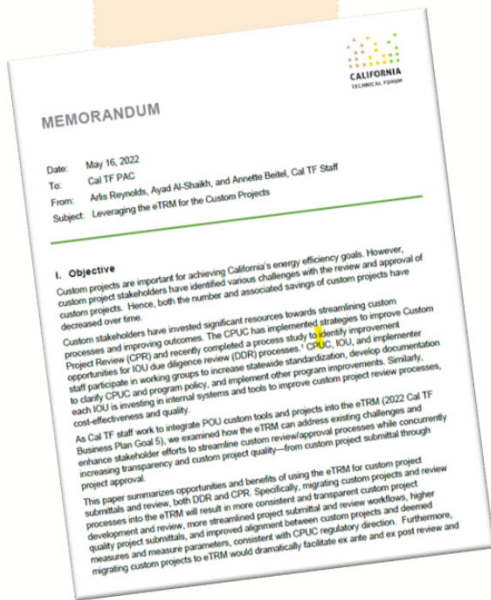 CALIFORNIA
TECHNICAL FORUM
MEMORANDUM
Date: May 16, 2022
To: Cal TF PAC
From: Arlis Reynolds, Ayad Al-Shaikh, and Annette Beitel, Cal TF Staff
Subject: Leveraging the eTRM for the Custom Projects
I. Objective
Custom projects are important for achieving California's energy efficiency goals. However,
custom project stakeholders have identified various challenges with the review and approval of
custom projects. Hence, both the number and associated savings of custom projects have
decreased over time.
Custom stakeholders have invested significant resources towards streamlining custom
processes and improving outcomes. The CPUC has implemented strategies to improve Custom
Project Review (CPR) and recently completed a process study to identify improvement
opportunities for IOU due diligence review (DDR) processes.¹ CPUC, IOU, and implementer
staff participate in working groups to increase statewide standardization, develop documentation
to clarify CPUC and program policy, and implement other program improvements. Similarly,
each IOU is investing in internal systems and tools to improve custom project review processes,
cost-effectiveness and quality.
As Cal TF staff work to integrate POU custom tools and projects into the eTRM (2022 Cal TF
Business Plan Goal 5), we examined how the eTRM can address existing challenges and
enhance stakeholder efforts to streamline custom review/approval processes while concurrently
increasing transparency and custom project quality—from custom project submittal through
project approval.
This paper summarizes opportunities and benefits of using the eTRM for custom project
submittals and review, both DDR and CPR. Specifically, migrating custom projects and review
processes into the eTRM will result in more consistent and transparent custom project
development and review, more streamlined project submittal and review workflows, higher
quality project submittals, and improved alignment between custom projects and deemed
measures and measure parameters, consistent with CPUC regulatory direction. Furthermore,
migrating custom projects to eTRM would dramatically facilitate ex ante and ex post review and